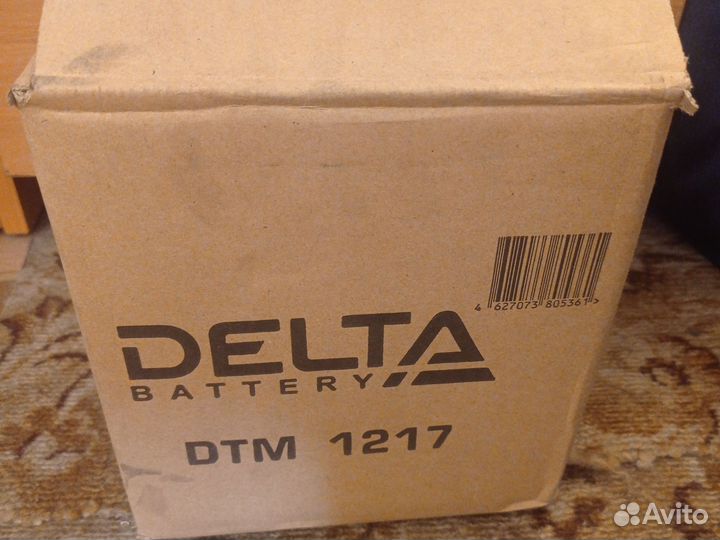 4 627073 805361>
DELTA
BATTERY
DTM 1217
Avito